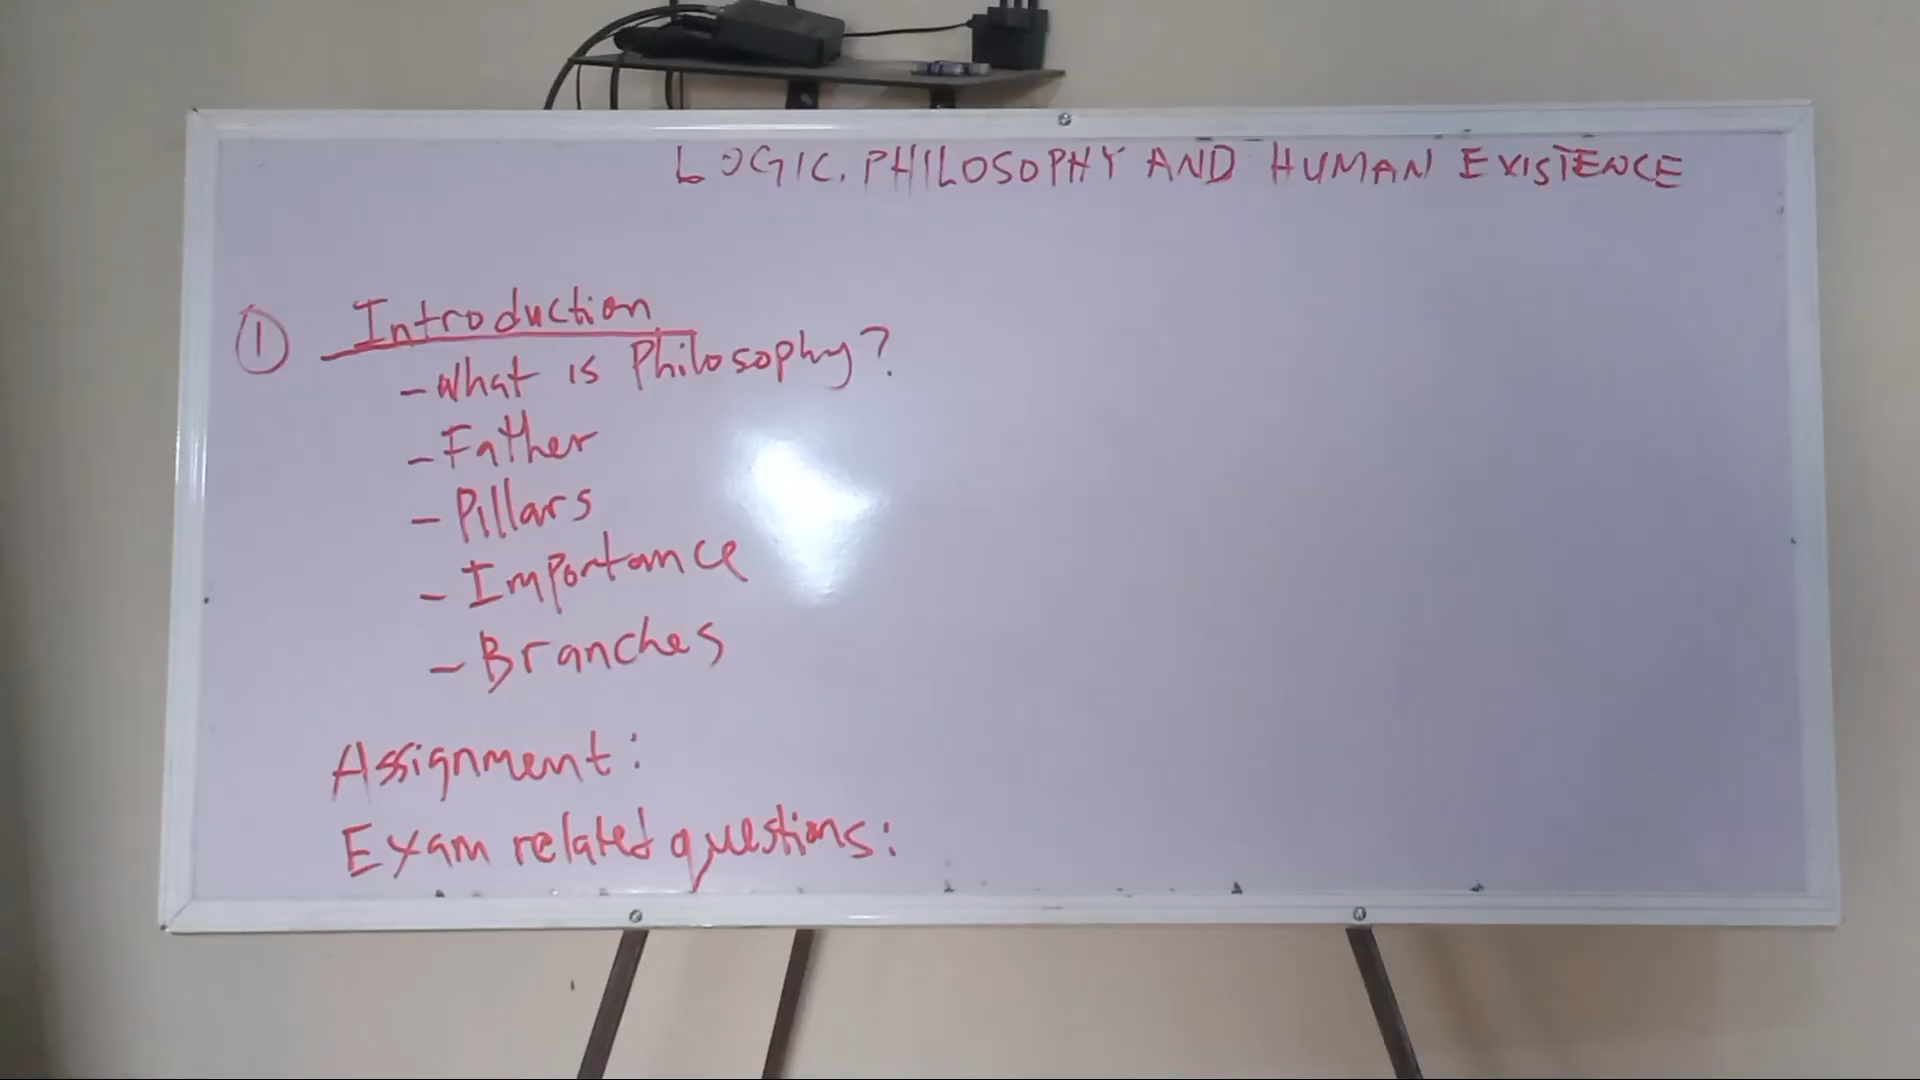 LOGIC, PHILOSOPHY AND HUMAN EXISTENCE
① Introduction
- What is Philosophy?
- Father
- Pillars
- Importance
- Branches
Assignment:
Exam related questions: